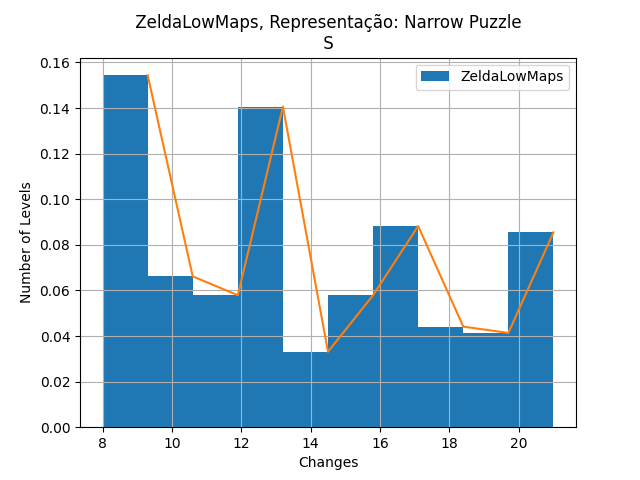 ZeldaLowMaps, Representação: Narrow Puzzle
S
ZeldaLowMaps
Number of Levels
0.16
0.14
0.12
0.10
0.08
0.06
0.04
0.02
0.00
8 10 12 14 16 18 20
Changes